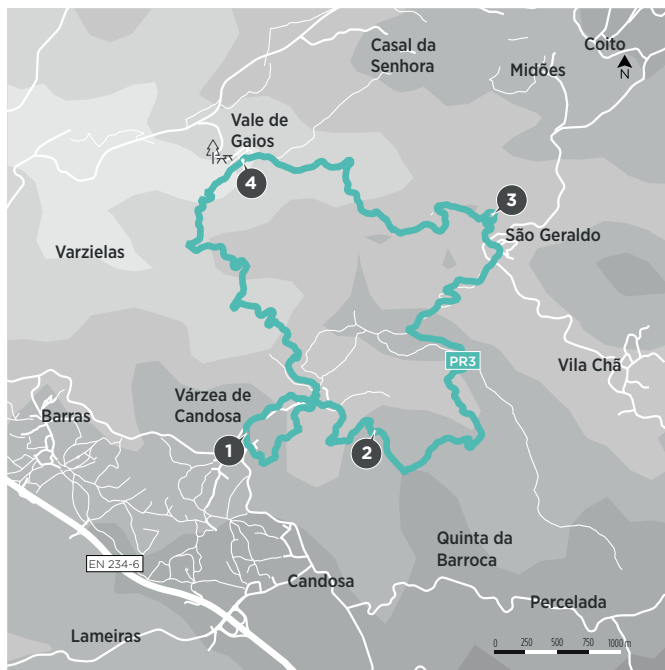 Casal da
Senhora
Coito
N
Midões
Vale de
Gaios
4
3
São Geraldo
Varzielas
PR3
Vila Chã
Várzea de
Candosa
Barras
1
2
Quinta da
Barroca
EN 234-6
Candosa
Percelada
Lameiras
0 250 500 750 1000 m